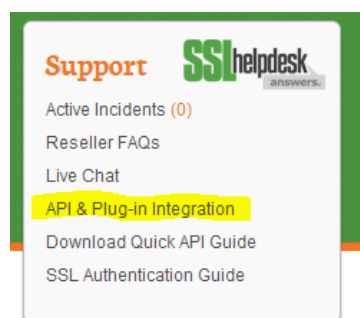 Support
SSLhelpdesk
answers.
Active Incidents (0)
Reseller FAQs
Live Chat
API & Plug-in Integration
Download Quick API Guide
SSL Authentication Guide